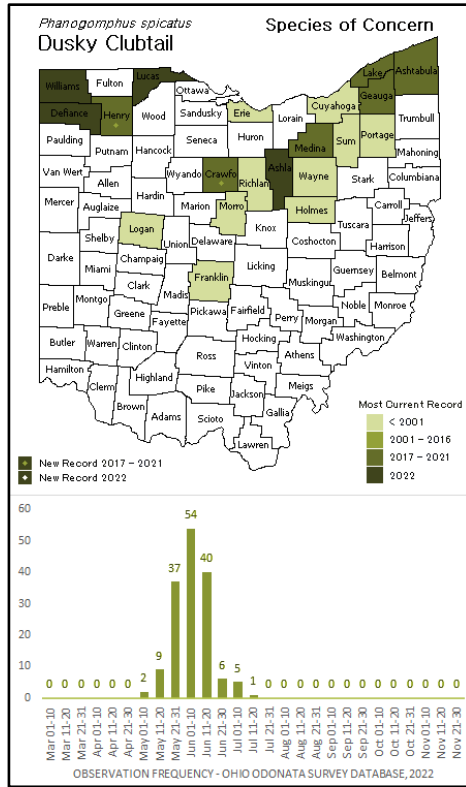 Phanogomphus spicatus
Species of Concern
Dusky Clubtail
Williams
Fulton
Lucas
Ottawa
Defiance
Henry
Wood
Sandusky
Erie
Lorain
Cuyahoga
Lake
Geauga
Ashtabula
Trumbull
Paulding
Putnam
Hancock
Seneca
Huron
Medina
Sum
Portage
Mahoning
Van Wert
Allen
Wyando
Crawfo
Richlan
Ashla
Wayne
Stark
Columbiana
Mercer
Auglaize
Hardin
Marion
Morro
Knox
Holmes
Tuscara
Carroll
Jeffers
Shelby
Logan
Union
Delaware
Coshocton
Harrison
Darke
Miami
Champaig
Clark
Madis
Franklin
Licking
Muskingu
Guernsey
Belmont
Preble
Montgo
Greene
Fayette
Pickawa
Fairfield
Perry
Morgan
Noble
Monroe
Butler
Warren
Clinton
Ross
Hocking
Athens
Washington
Hamilton
Clerm
Highland
Vinton
Meigs
Brown
Adams
Pike
Scioto
Jackson
Gallia
Lawren
Most Current Record
< 2001
2001 - 2016
2017 - 2021
2022
New Record 2017 - 2021
New Record 2022
60
50
40
30
20
10
0
0 0 0 0 0 0 2 9 37 54 40 6 5 1 0 0 0 0 0 0 0 0 0 0 0 0 0
Mar 01-10
Mar 11-20
Mar 21-31
Apr 01-10
Apr 11-20
Apr 21-30
May 01-10
May 11-20
May 21-31
Jun 01-10
Jun 11-20
Jun 21-30
Jul 01-10
Jul 11-20
Jul 21-31
Aug 01-10
Aug 11-20
Aug 21-31
Sep 01-10
Sep 11-20
Sep 21-30
Oct 01-10
Oct 11-20
Oct 21-31
Nov 01-10
Nov 11-20
Nov 21-30
OBSERVATION FREQUENCY - OHIO ODONATA SURVEY DATABASE, 2022